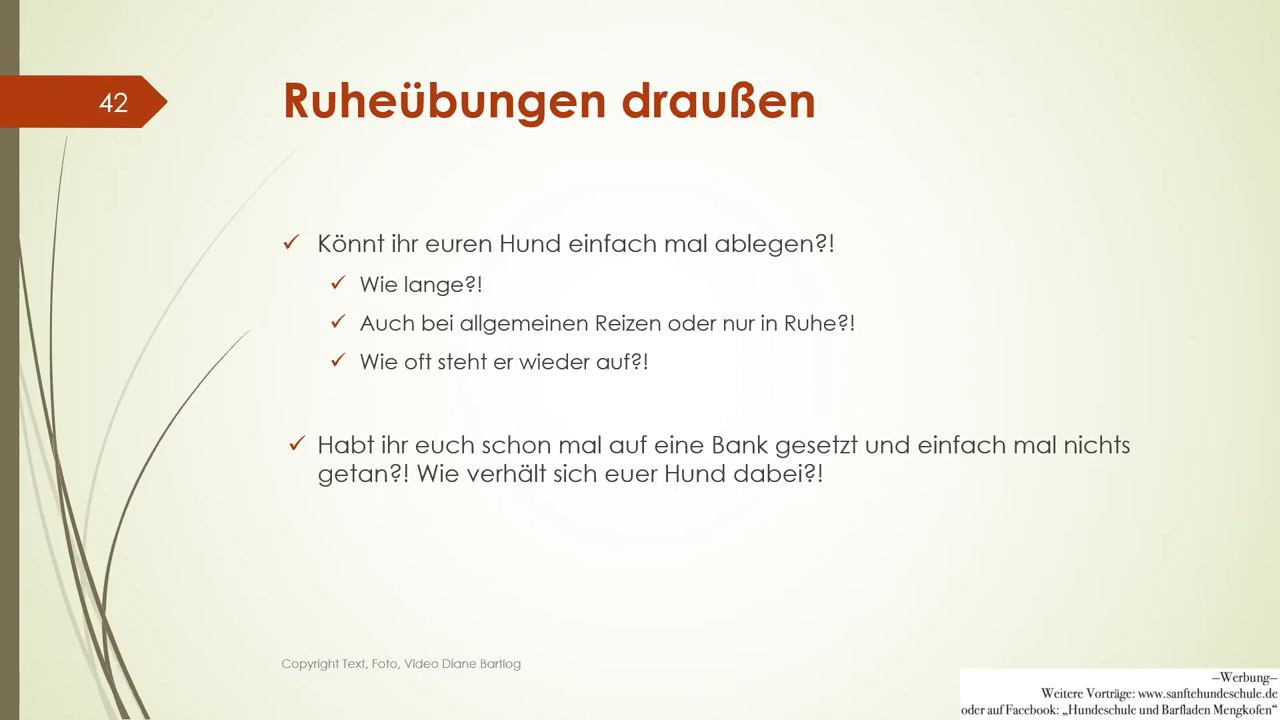 42
Ruheübungen draußen
Könnt ihr euren Hund einfach mal ablegen?!
Wie lange?!
Auch bei allgemeinen Reizen oder nur in Ruhe?!
Wie oft steht er wieder auf?!
Habt ihr euch schon mal auf eine Bank gesetzt und einfach mal nichts
getan?! Wie verhält sich euer Hund dabei?!
Copyright Text, Foto, Video Diane Bartlog
—Werbung—
Weitere Vorträge: www.sanftehundeschule.de
oder auf Facebook: „Hundeschule und Barfladen Mengkofen“